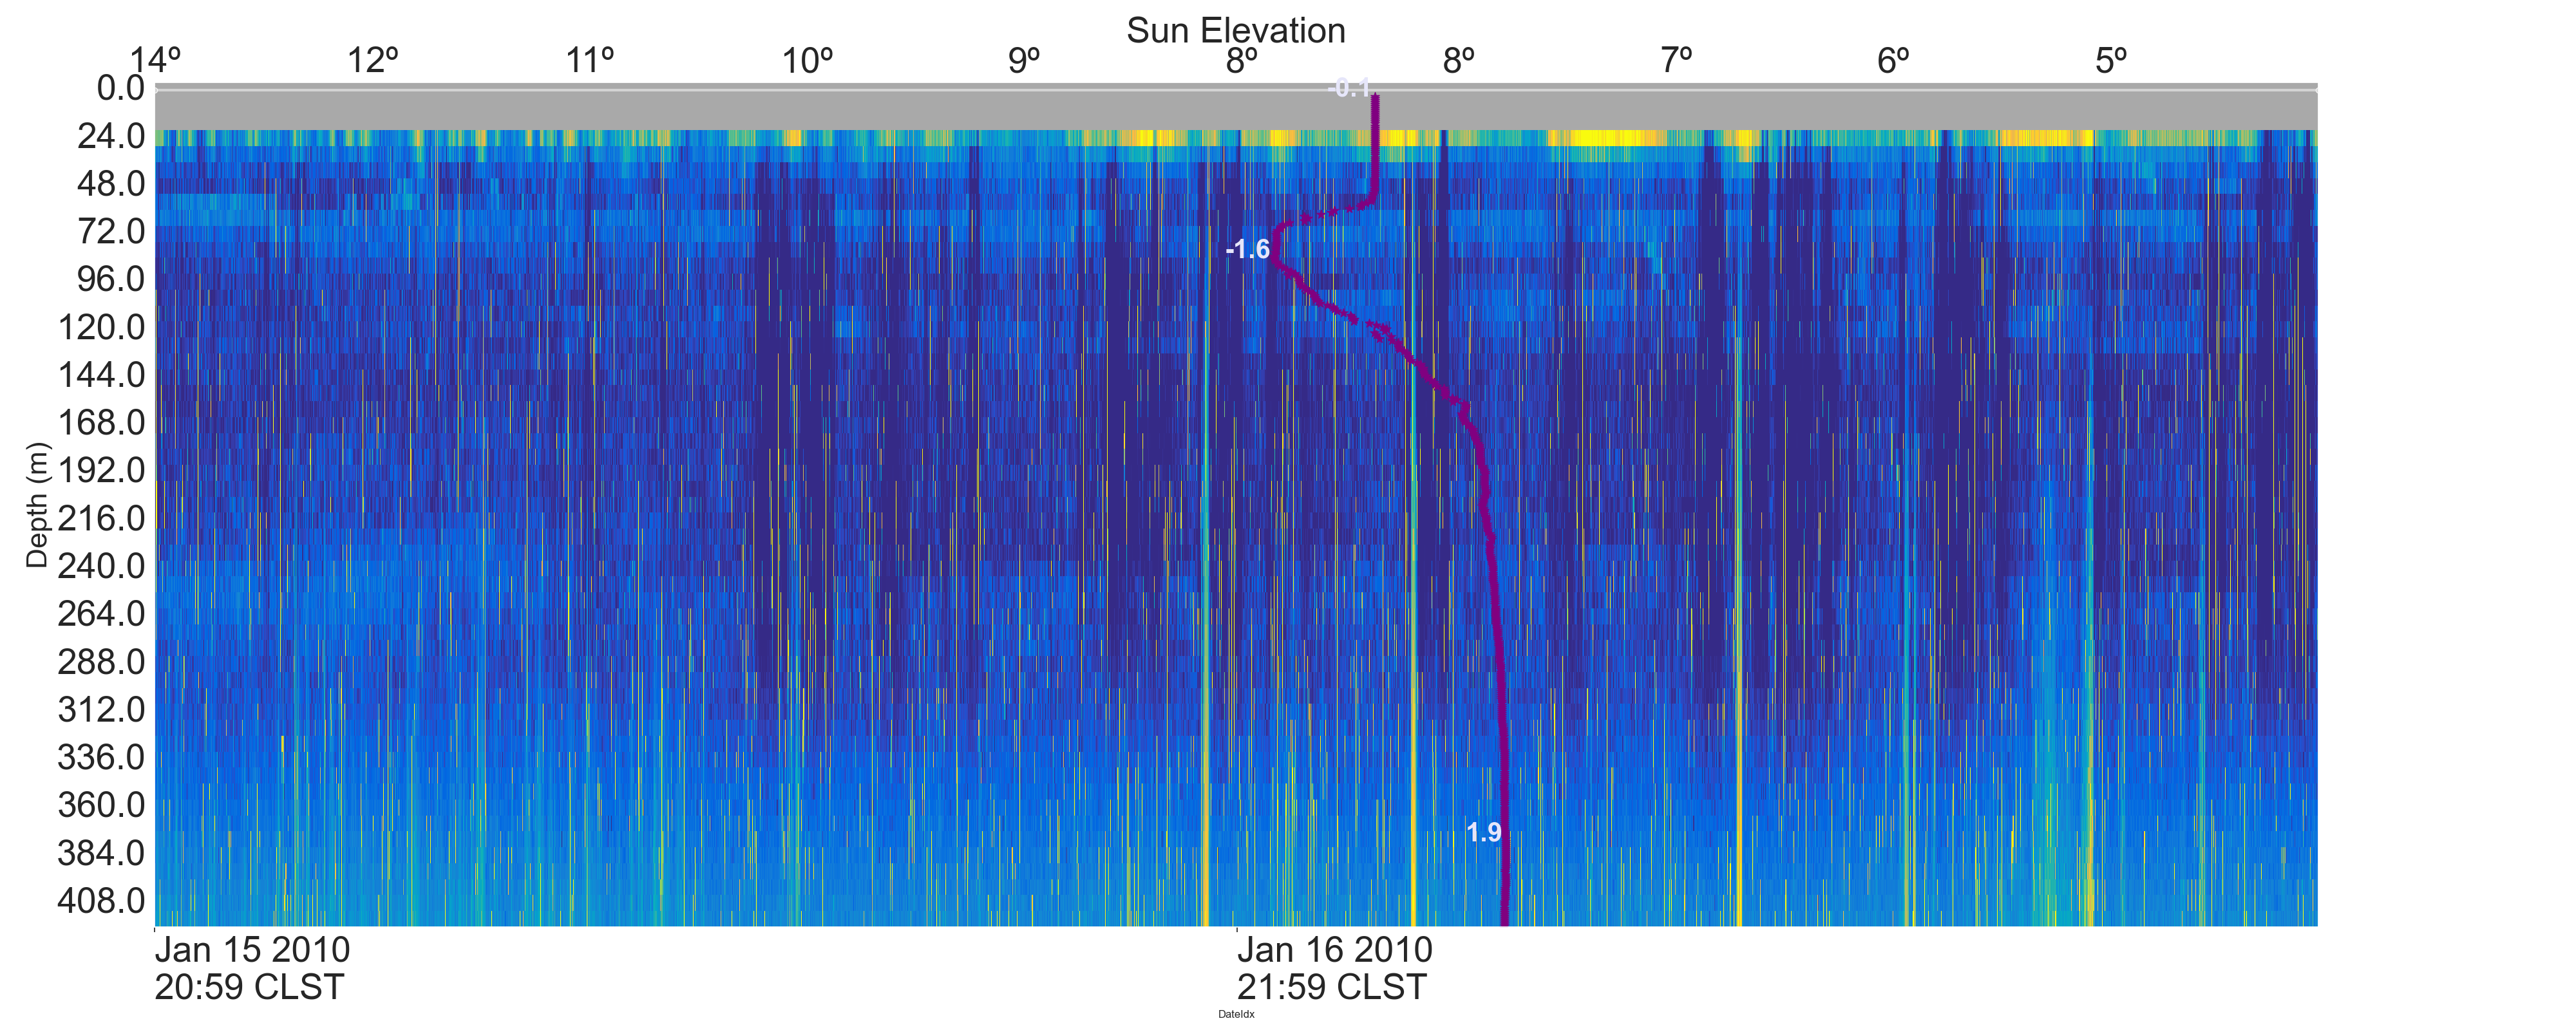 Sun Elevation
14º 12º 11º 10º 9º 8º 8º 7º 6º 5º
0.0
24.0
48.0
72.0
96.0
120.0
144.0
168.0
192.0
216.0
240.0
264.0
288.0
312.0
336.0
360.0
384.0
408.0
Depth (m)
-0.1
-1.6
1.9
Jan 15 2010
20:59 CLST
Jan 16 2010
21:59 CLST
DateIdx